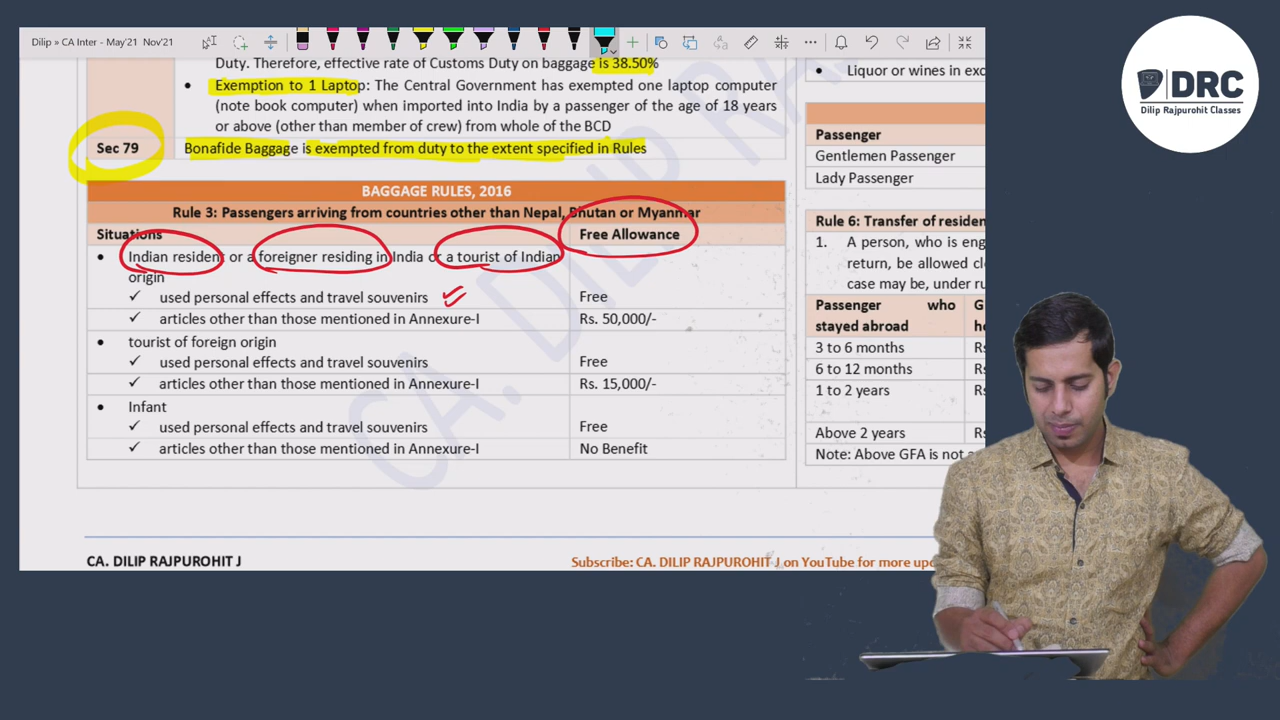 Dilip » CA Inter - May'21 Nov'21
Duty. Therefore, effective rate of Customs Duty on baggage is 38.50%
• Exemption to 1 Laptop: The Central Government has exempted one laptop computer
(note book computer) when imported into India by a passenger of the age of 18 years
or above (other than member of crew) from whole of the BCD
Sec 79 Bonafide Baggage is exempted from duty to the extent specified in Rules
BAGGAGE RULES, 2016
Rule 3: Passengers arriving from countries other than Nepal, Bhutan or Myanmar
Situations Free Allowance
• Indian resident or a foreigner residing in India or a tourist of Indian
origin
✓ used personal effects and travel souvenirs Free
✓ articles other than those mentioned in Annexure-I Rs. 50,000/-
• tourist of foreign origin
✓ used personal effects and travel souvenirs Free
✓ articles other than those mentioned in Annexure-I Rs. 15,000/-
• Infant
✓ used personal effects and travel souvenirs Free
✓ articles other than those mentioned in Annexure-I No Benefit
CA. DILIP RAJPUROHIT J Subscribe: CA. DILIP RAJPUROHIT J on YouTube for more
• Liquor or wines in
Passenger
Gentlemen Passenger
Lady Passenger
Rule 6: Transfer of
1. A person, who is
return, be allowed
case may be, under
Passenger who
stayed abroad
3 to 6 months
6 to 12 months
1 to 2 years
Above 2 years
Note: Above GFA is not
CA. DILIP
DRC
Dilip Rajpurohit Classes